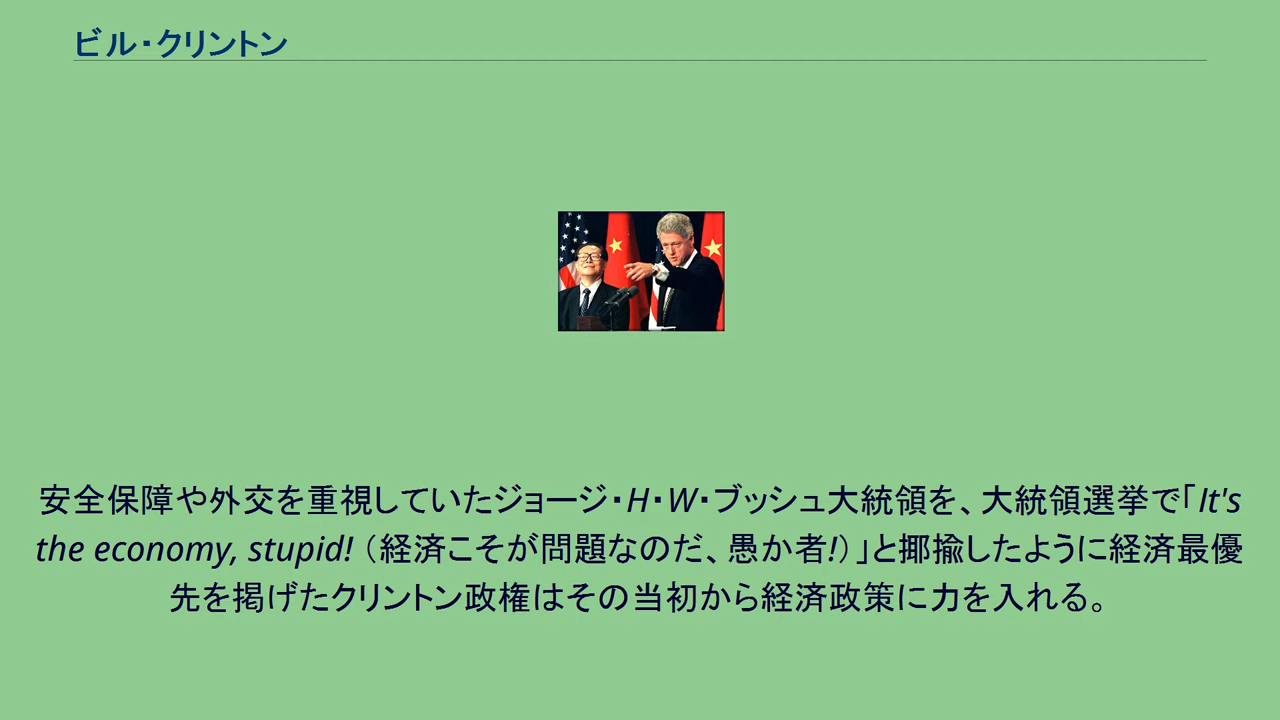 ビル・クリントン
安全保障や外交を重視していたジョージ・H・W・ブッシュ大統領を、大統領選挙で「It's
the economy, stupid!（経済こそが問題なのだ、愚か者!）」と揶揄したように経済最優
先を掲げたクリントン政権はその当初から経済政策に力を入れる。